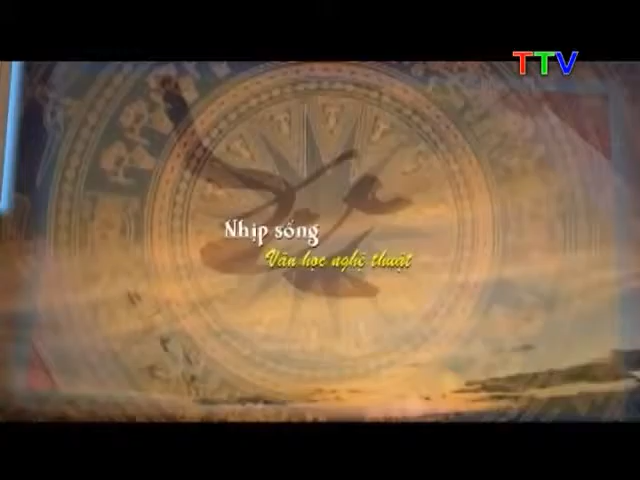 TTV
Nhịp sống
Văn học nghệ thuật